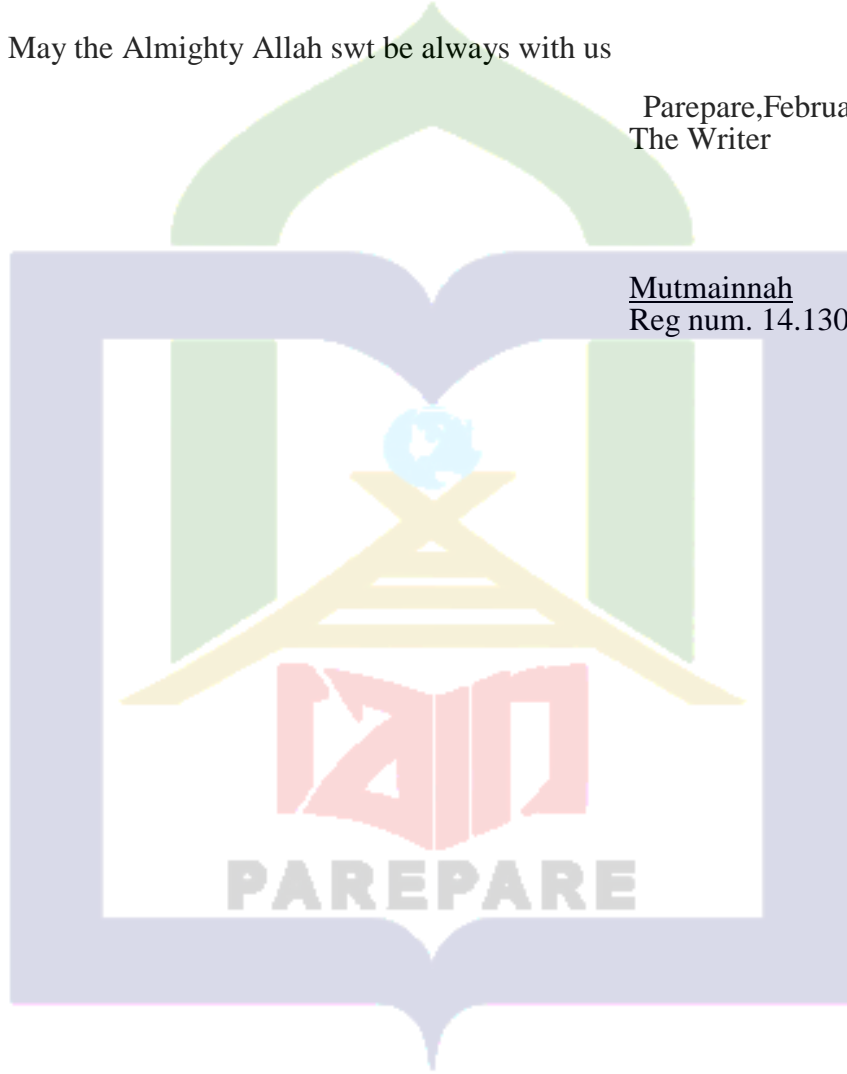 May the Almighty Allah swt be always with us
Parepare,Februa
The Writer
Mutmainnah
Reg num. 14.130
iain
PAREPARE